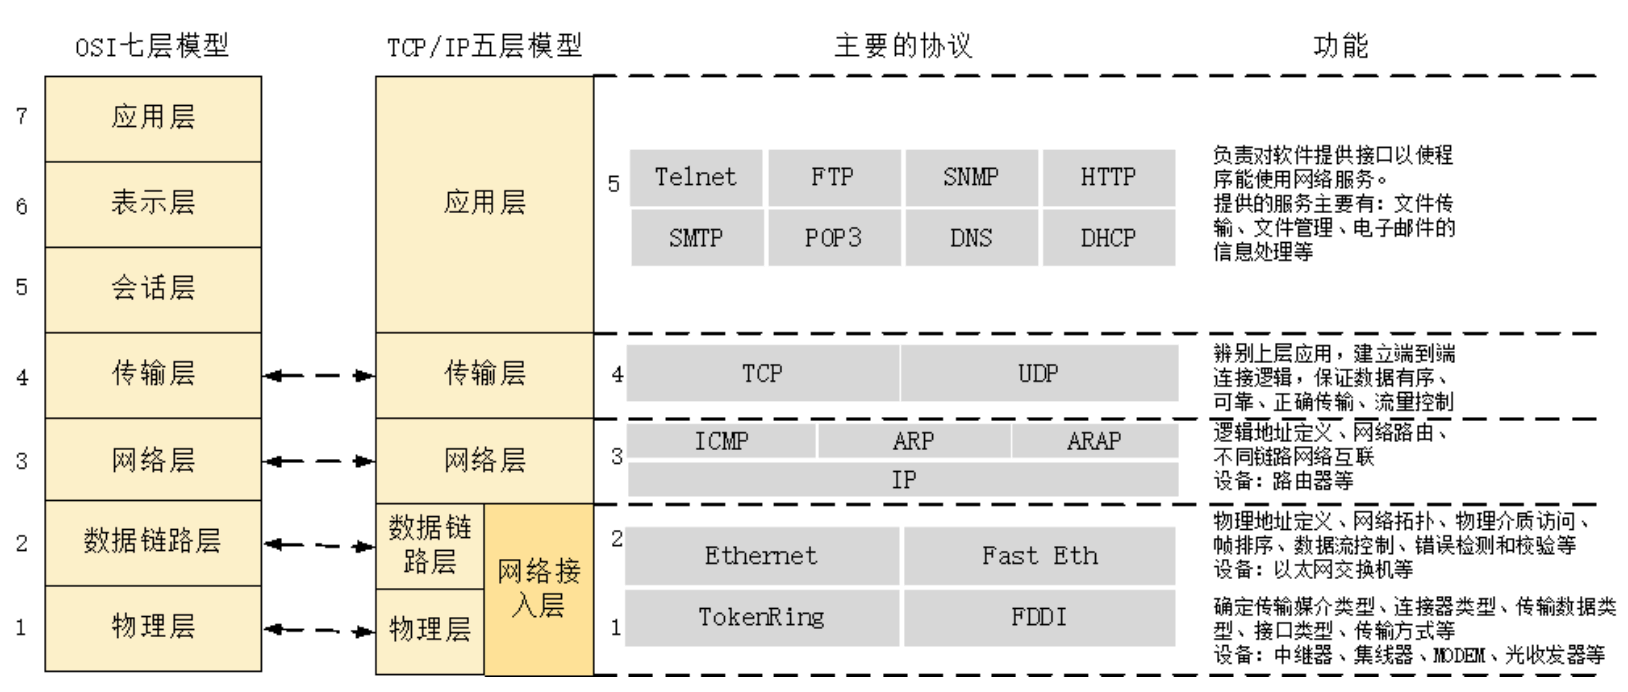 OSI七层模型 TCP/IP五层模型 主要的协议 功能
7 应用层
6 表示层
5 会话层
4 传输层
3 网络层
2 数据链路层
1 物理层
应用层
传输层
网络层
数据链
路层
物理层
网络接
入层
5
Telnet FTP SNMP HTTP
SMTP POP3 DNS DHCP
负责对软件提供接口以使程
序能使用网络服务。
提供的服务主要有：文件传
输、文件管理、电子邮件的
信息处理等
4
TCP UDP
辨别上层应用，建立端到端
连接逻辑，保证数据有序、
可靠、正确传输、流量控制
3
ICMP ARP ARAP
IP
逻辑地址定义、网络路由、
不同链路网络互联
设备：路由器等
2
Ethernet Fast Eth
物理地址定义、网络拓扑、物理介质访问、
帧排序、数据流控制、错误检测和校验等
设备：以太网交换机等
1
TokenRing FDDI
确定传输媒介类型、连接器类型、传输数据类
型、接口类型、传输方式等
设备：中继器、集线器、MODEM、光收发器等